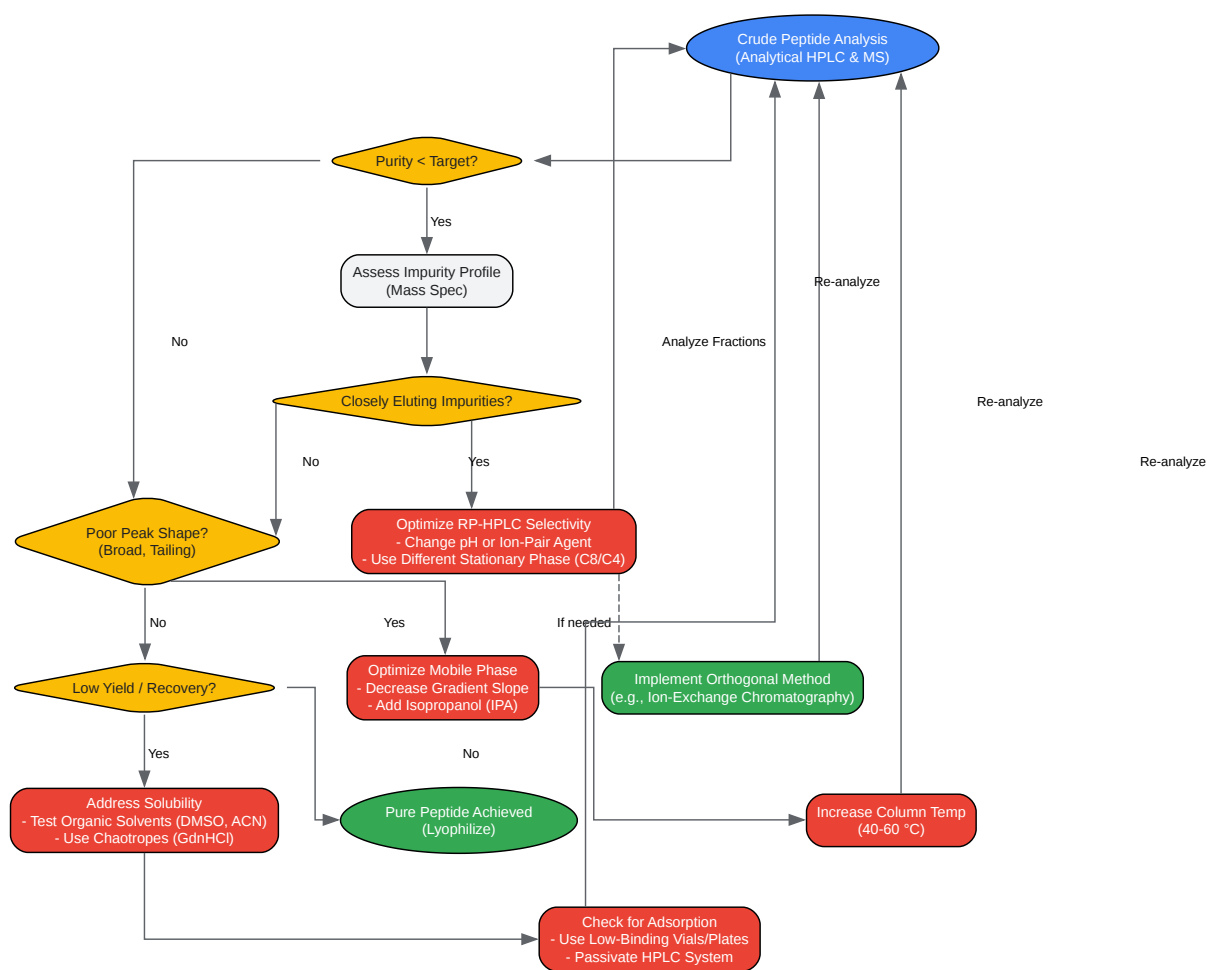 Crude Peptide Analysis
(Analytical HPLC & MS)
Purity < Target?
Yes
Assess Impurity Profile
(Mass Spec)
Re-analyze
No
Analyze Fractions
Closely Eluting Impurities?
Re-analyze
No
Yes
Re-analyze
Poor Peak Shape?
(Broad, Tailing)
Optimize RP-HPLC Selectivity
- Change pH or Ion-Pair Agent
- Use Different Stationary Phase (C8/C4)
No
Yes
If needed
Low Yield / Recovery?
Optimize Mobile Phase
- Decrease Gradient Slope
- Add Isopropanol (IPA)
Implement Orthogonal Method
(e.g., Ion-Exchange Chromatography)
Yes
No
Address Solubility
- Test Organic Solvents (DMSO, ACN)
- Use Chaotropes (GdnHCl)
Pure Peptide Achieved
(Lyophilize)
Increase Column Temp
(40-60 °C)
Check for Adsorption
- Use Low-Binding Vials/Plates
- Passivate HPLC System